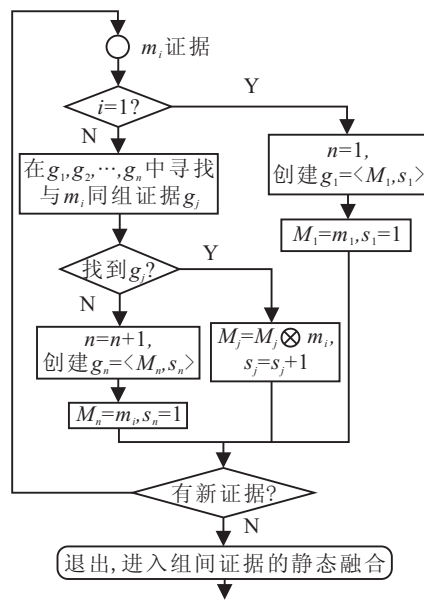 mᵢ证据
i=1?
Y
N
在g₁,g₂,⋯,gₙ中寻找
与mᵢ同组证据gⱼ
n=1,
创建g₁=<M₁,s₁>
M₁=m₁,s₁=1
找到gⱼ?
Y
N
n=n+1,
创建gₙ=<Mₙ,sₙ>
Mⱼ=Mⱼ⊗mᵢ,
sⱼ=sⱼ+1
Mₙ=mᵢ,sₙ=1
有新证据?
N
退出,进入组间证据的静态融合